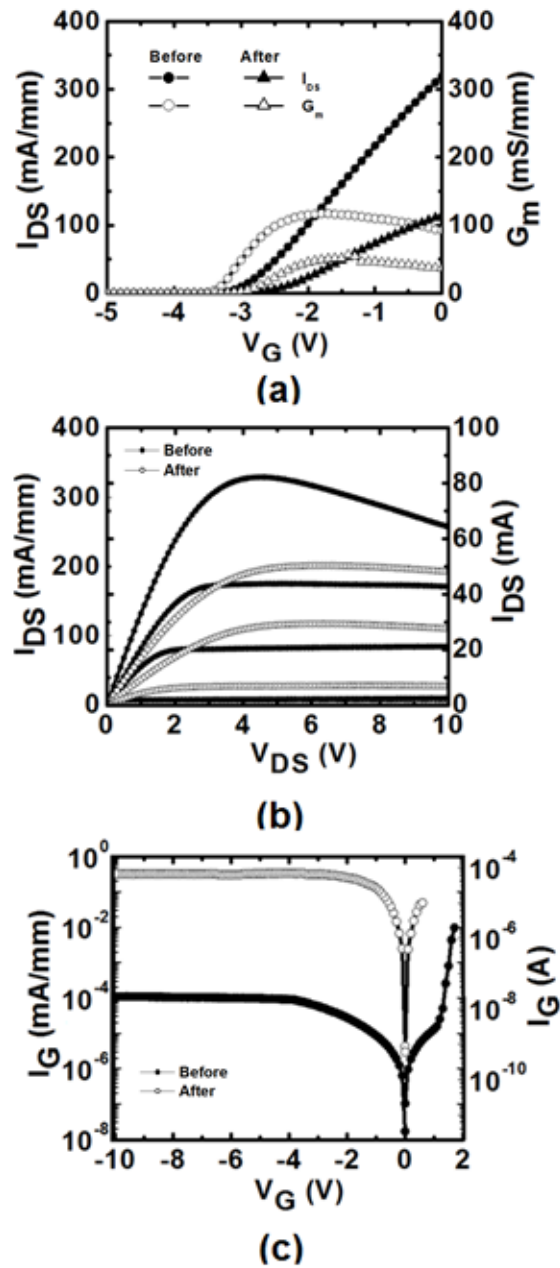 Before After
I_DS
G_m
400 400
300 300
200 200
100 100
0 0
I_DS (mA/mm)
G_m (mS/mm)
-5 -4 -3 -2 -1 0
V_G (V)
(a)
Before
After
400 100
300 80
200 60
100 40
0 20
0
I_DS (mA/mm)
I_DS (mA)
0 2 4 6 8 10
V_DS (V)
(b)
10^0 10^-4
10^-2 10^-6
10^-4 10^-8
10^-6 10^-10
10^-8
I_G (mA/mm)
I_G (A)
Before
After
-10 -8 -6 -4 -2 0 2
V_G (V)
(c)